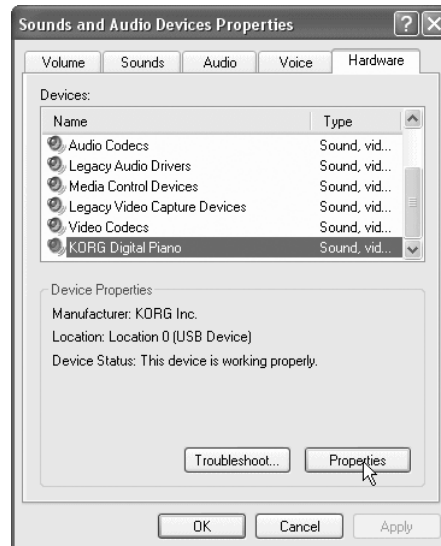 Sounds and Audio Devices Properties
Volume Sounds Audio Voice Hardware
Devices:
Name Type
Audio Codecs Sound, vid...
Legacy Audio Drivers Sound, vid...
Media Control Devices Sound, vid...
Legacy Video Capture Devices Sound, vid...
Video Codecs Sound, vid...
KORG Digital Piano Sound, vid...
Device Properties
Manufacturer: KORG Inc.
Location: Location 0 (USB Device)
Device Status: This device is working properly.
Troubleshoot... Properties
OK Cancel Apply